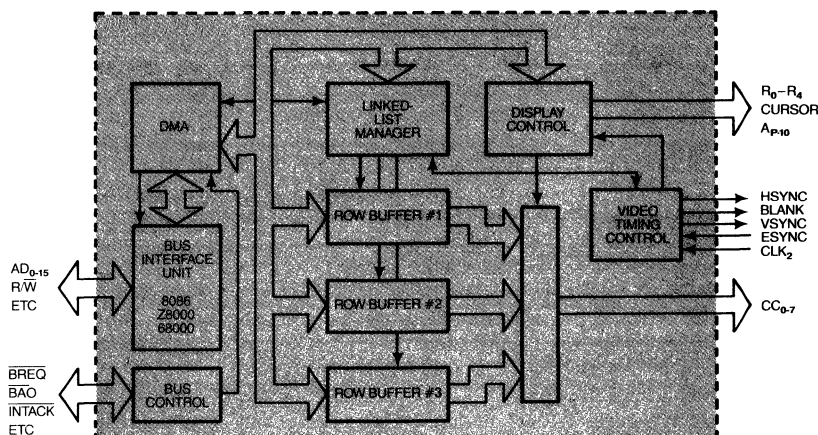 DMA
LINKED-
LIST
MANAGER
DISPLAY
CONTROL
R0–R4
CURSOR
AP-10
ROW BUFFER #1
VIDEO
TIMING
CONTROL
HSYNC
BLANK
VSYNC
ESYNC
CLK2
BUS
INTERFACE
UNIT
8086
Z8000
68000
AD0-15
R/W̅
ETC
ROW BUFFER #2
CC0-7
BREQ
BAO
INTACK
ETC
BUS
CONTROL
ROW BUFFER #3